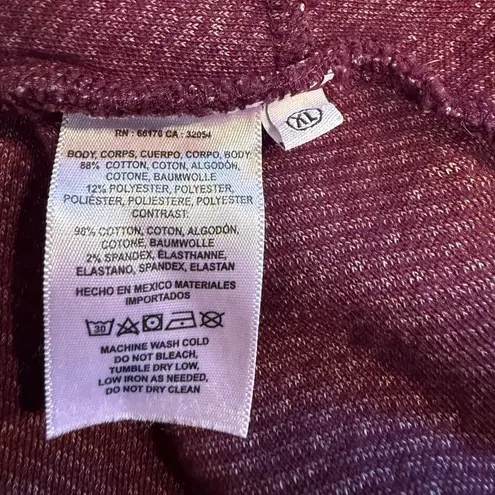 RN : 66170 CA : 32054
BODY, CORPS, CUERPO, CORPO, BODY
88% COTTON, COTON, ALGODÓN,
COTONE, BAUMWOLLE
12% POLYESTER, POLYESTER,
POLIÉSTER, POLIESTERE, POLYESTER
CONTRAST:
98% COTTON, COTON, ALGODÓN,
COTONE, BAUMWOLLE
2% SPANDEX, ÉLASTHANNE,
ELASTANO, SPANDEX, ELASTAN
HECHO EN MEXICO MATERIALES
IMPORTADOS
30
MACHINE WASH COLD
DO NOT BLEACH,
TUMBLE DRY LOW,
LOW IRON AS NEEDED,
DO NOT DRY CLEAN
XL